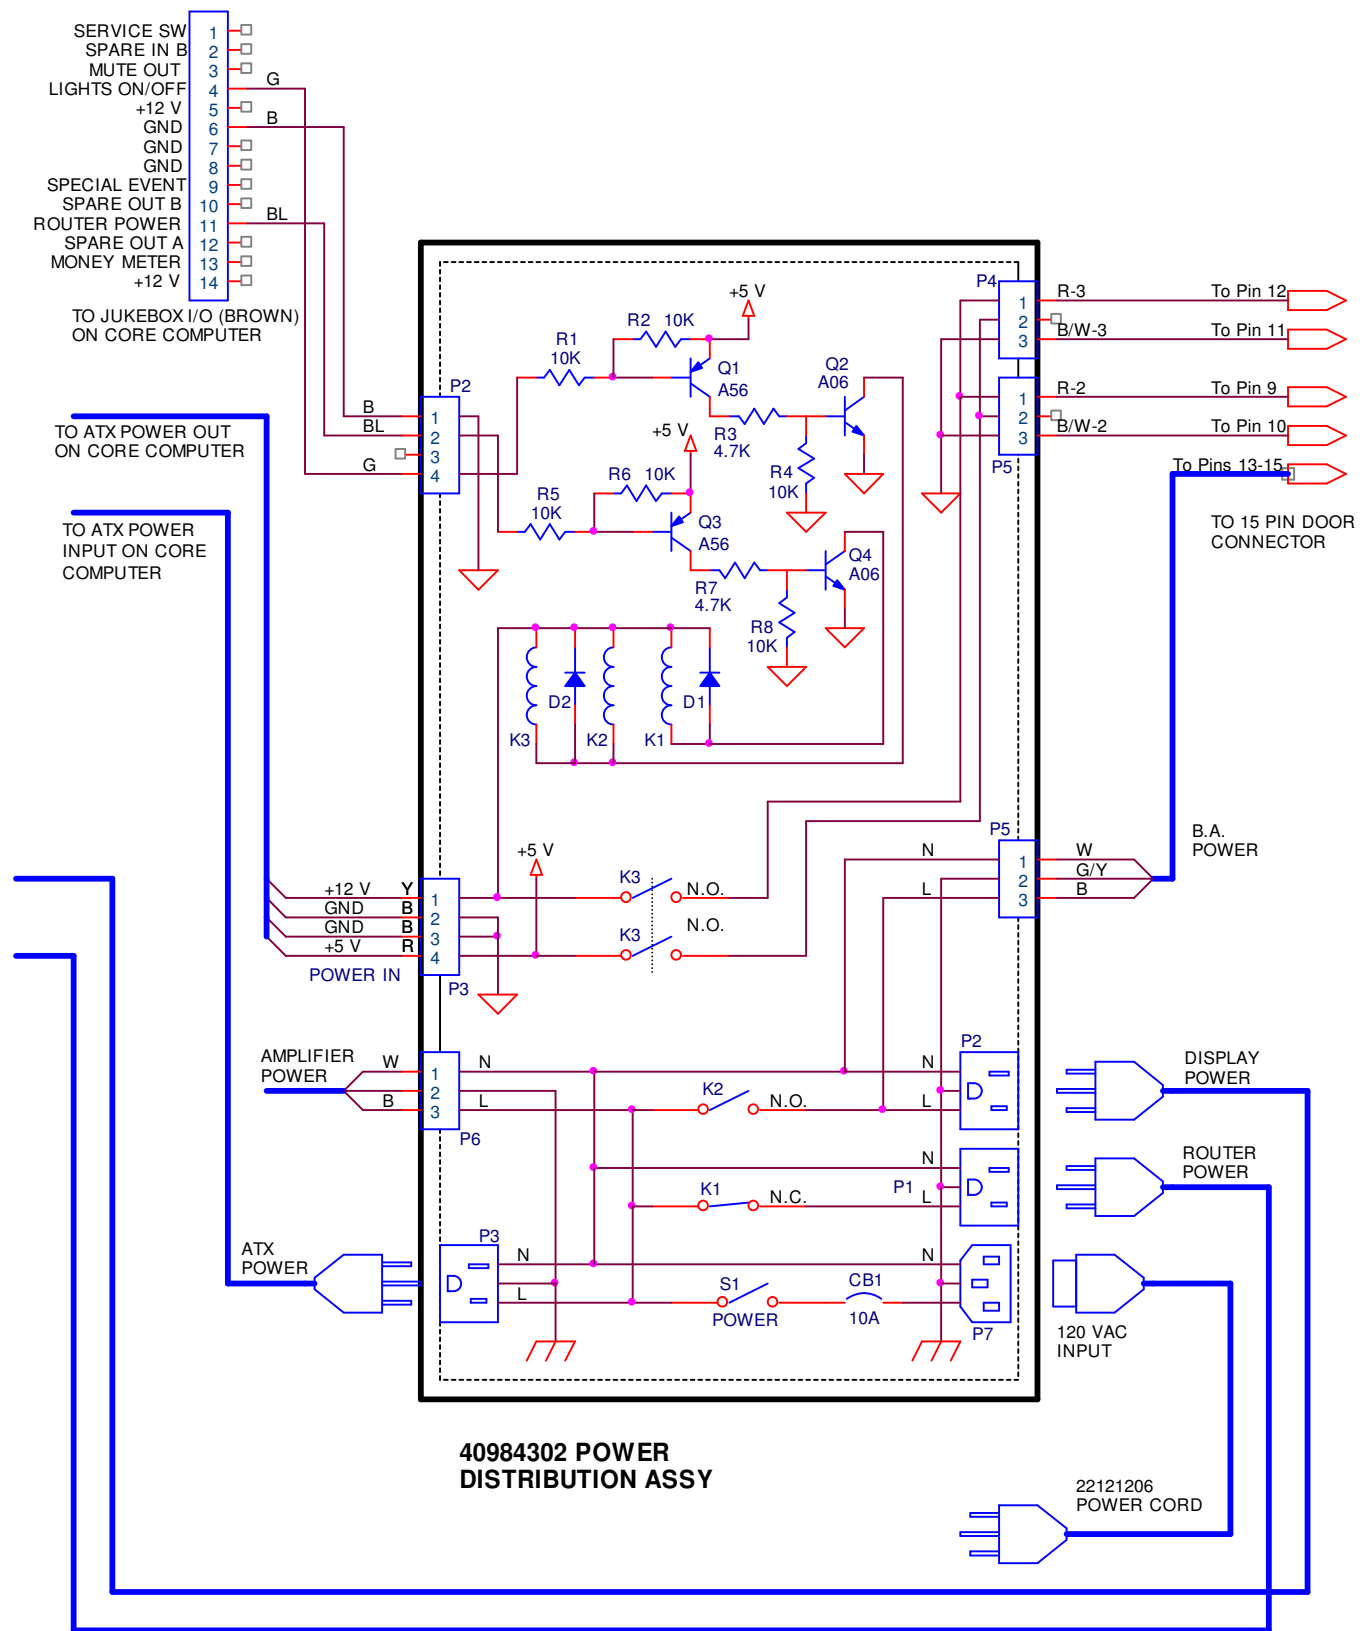 SERVICE SW 1
SPARE IN B 2
MUTE OUT 3
LIGHTS ON/OFF 4 G
+12 V 5
GND 6 B
GND 7
GND 8
SPECIAL EVENT 9
SPARE OUT B 10
ROUTER POWER 11 BL
SPARE OUT A 12
MONEY METER 13
+12 V 14
TO JUKEBOX I/O (BROWN)
ON CORE COMPUTER
TO ATX POWER OUT
ON CORE COMPUTER
TO ATX POWER
INPUT ON CORE
COMPUTER
P2
B 1
BL 2
3
G 4
R1
10K
R2 10K
+5 V
Q1
A56
Q2
A06
R3
4.7K
R4
10K
+5 V
R6 10K
R5
10K
Q3
A56
Q4
A06
R7
4.7K
R8
10K
K3
D2
K2
K1
D1
P4
1 R-3 To Pin 12
2
3 B/W-3 To Pin 11
1 R-2 To Pin 9
2
3 B/W-2 To Pin 10
P5
To Pins 13-15
TO 15 PIN DOOR
CONNECTOR
B.A.
POWER
P5
N 1 W
2 G/Y
L 3 B
+5 V
K3 N.O.
K3 N.O.
+12 V Y 1
GND B 2
GND B 3
+5 V R 4
POWER IN
P3
AMPLIFIER
POWER
W 1 N
2
B 3 L
P6
K2 N.O.
P2
N
D
L
DISPLAY
POWER
K1 N.C.
P1
N
D
L
ROUTER
POWER
ATX
POWER
P3
D
N
L
S1
POWER
CB1
10A
N
P7
120 VAC
INPUT
40984302 POWER
DISTRIBUTION ASSY
22121206
POWER CORD